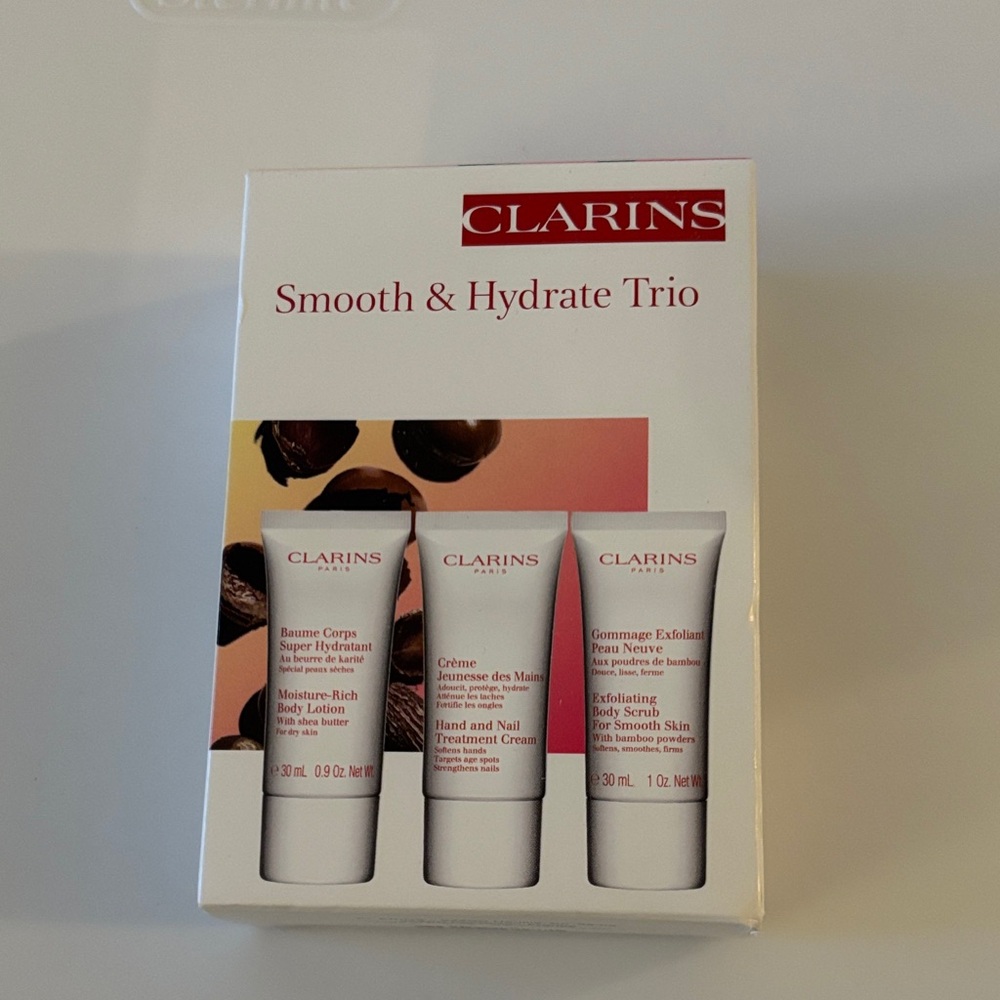 CLARINS
Smooth & Hydrate Trio
CLARINS
PARIS
Baume Corps
Super Hydratant
Au beurre de karité
Spécial peaux sèches
Moisture-Rich
Body Lotion
With shea butter
For dry skin
e 30 mL 0.9 Oz. Net Wt.
CLARINS
PARIS
Crème
Jeunesse des Mains
Adoucit, protège, hydrate
Atténue les taches
Fortifie les ongles
Hand and Nail
Treatment Cream
Softens hands
Targets age spots
Strengthens nails
CLARINS
PARIS
Gommage Exfoliant
Peau Neuve
Aux poudres de bambou
Douce, lisse, ferme
Exfoliating
Body Scrub
For Smooth Skin
With bamboo powders
Softens, smoothes, firms
e 30 mL 1 Oz. Net Wt.